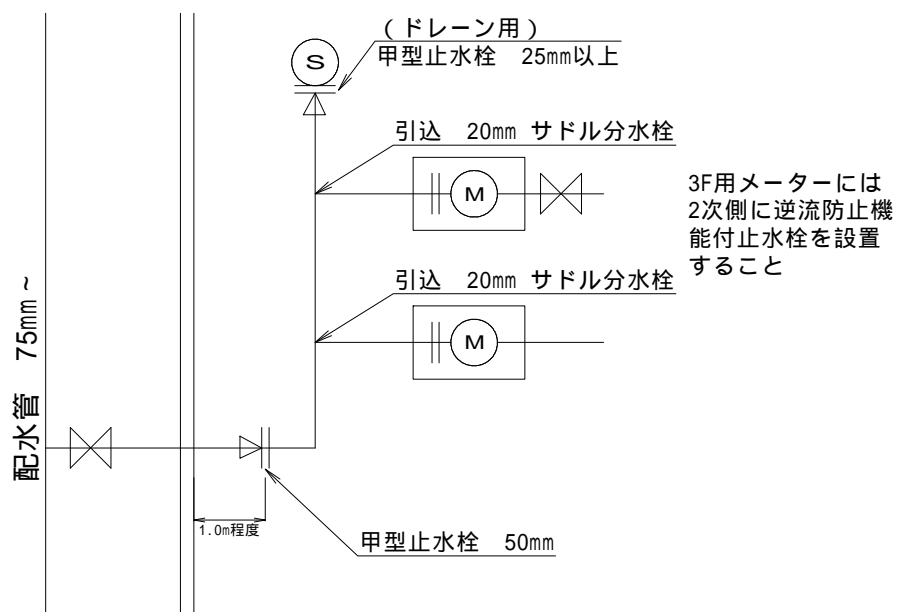 (ドレーン用)
甲型止水栓 25mm以上
S
引込 20mm サドル分水栓
M
3F用メーターには
2次側に逆流防止機
能付止水栓を設置
すること
引込 20mm サドル分水栓
M
配水管 75mm~
1.0m程度
甲型止水栓 50mm